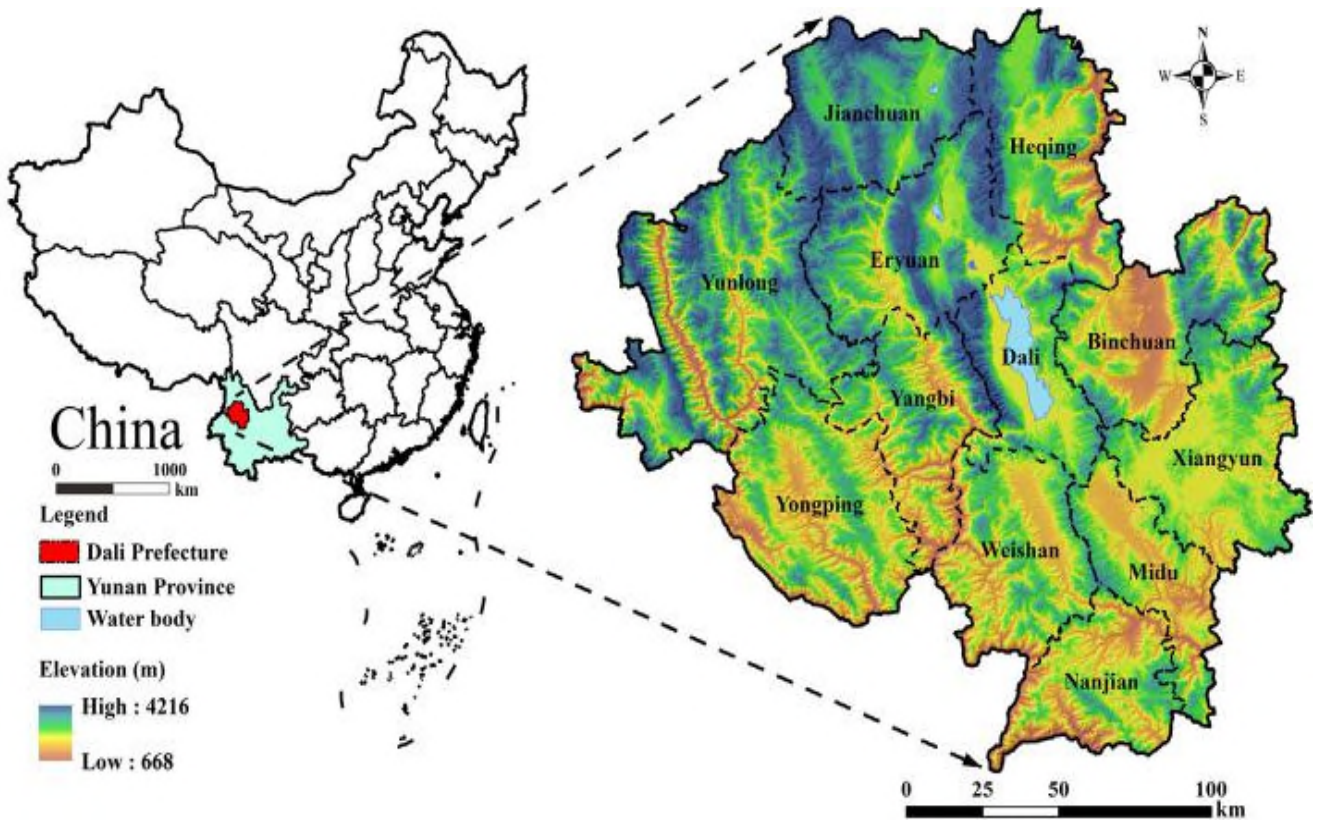 China
0 1000
km
Legend
Dali Prefecture
Yunan Province
Water body
Elevation (m)
High : 4216
Low : 668
N
W E
S
Jianchuan
Heqing
Eryuan
Yunlong
Binchuan
Dali
Yangbi
Xiangyun
Yongping
Weishan
Midu
Nanjian
0 25 50 100
km